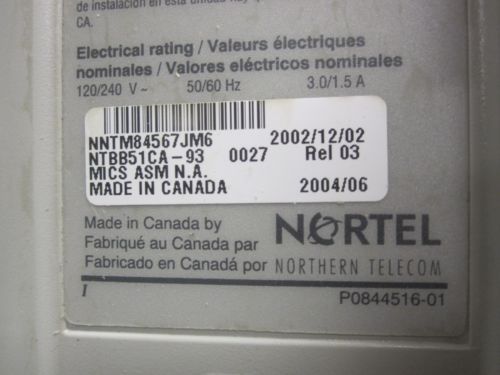 de instalación en esta unidad hay que
CA.
Electrical rating / Valeurs électriques
nominales / Valores eléctricos nominales
120/240 V ~ 50/60 Hz 3.0/1.5 A
NNTM84567JM6 2002/12/02
NTBB51CA-93 0027 Rel 03
MICS ASM N.A.
MADE IN CANADA 2004/06
Made in Canada by
Fabriqué au Canada par
Fabricado en Canadá por
NORTEL
NORTHERN TELECOM
I
P0844516-01